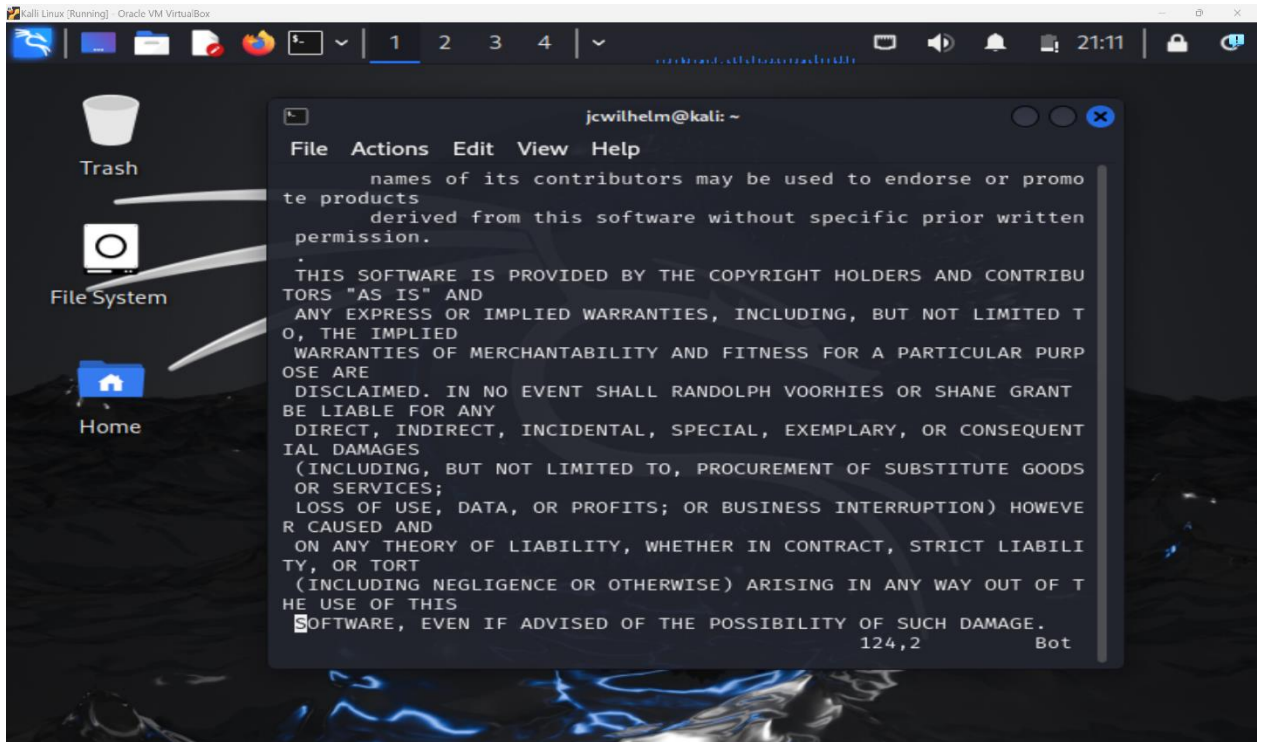 Kalli Linux [Running] - Oracle VM VirtualBox
1 2 3 4 21:11
jcwilhelm@kali: ~
File Actions Edit View Help
Trash
File System
Home
names of its contributors may be used to endorse or promo
te products
derived from this software without specific prior written
permission.
.
THIS SOFTWARE IS PROVIDED BY THE COPYRIGHT HOLDERS AND CONTRIBU
TORS "AS IS" AND
ANY EXPRESS OR IMPLIED WARRANTIES, INCLUDING, BUT NOT LIMITED T
O, THE IMPLIED
WARRANTIES OF MERCHANTABILITY AND FITNESS FOR A PARTICULAR PURP
OSE ARE
DISCLAIMED. IN NO EVENT SHALL RANDOLPH VOORHIES OR SHANE GRANT
BE LIABLE FOR ANY
DIRECT, INDIRECT, INCIDENTAL, SPECIAL, EXEMPLARY, OR CONSEQUENT
IAL DAMAGES
(INCLUDING, BUT NOT LIMITED TO, PROCUREMENT OF SUBSTITUTE GOODS
OR SERVICES;
LOSS OF USE, DATA, OR PROFITS; OR BUSINESS INTERRUPTION) HOWEVE
R CAUSED AND
ON ANY THEORY OF LIABILITY, WHETHER IN CONTRACT, STRICT LIABILI
TY, OR TORT
(INCLUDING NEGLIGENCE OR OTHERWISE) ARISING IN ANY WAY OUT OF T
HE USE OF THIS
SOFTWARE, EVEN IF ADVISED OF THE POSSIBILITY OF SUCH DAMAGE.
124,2 Bot